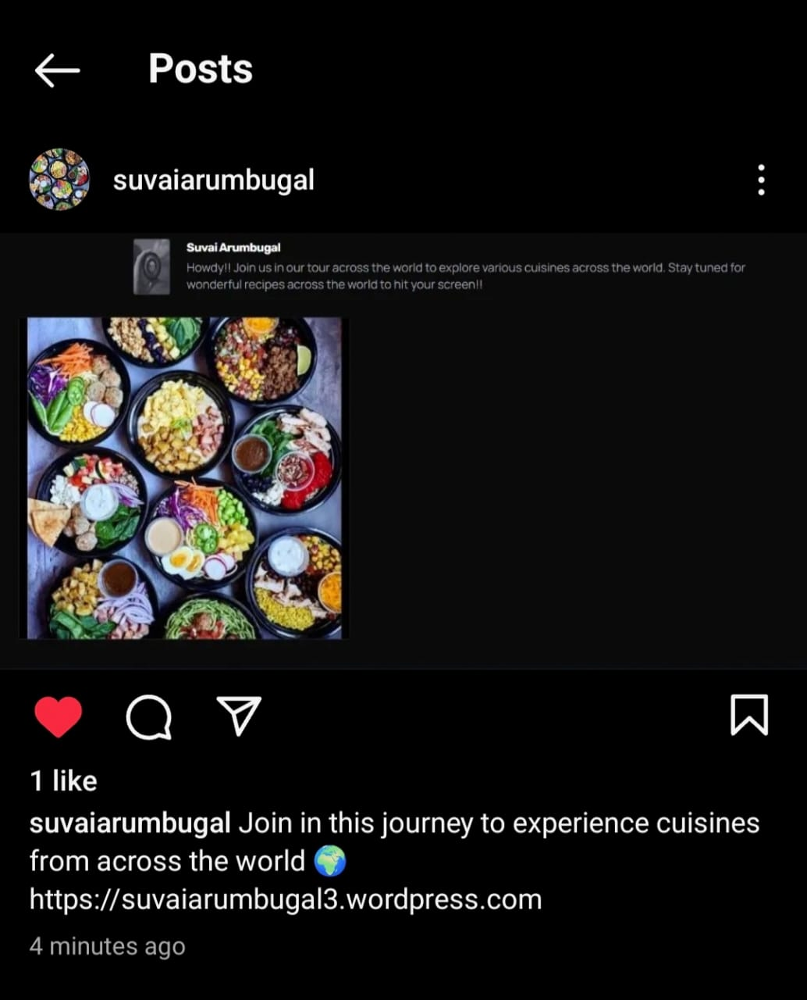 Posts
suvaiarumbugal
Suvai Arumbugal
Howdy!! Join us in our tour across the world to explore various cuisines across the world. Stay tuned for
wonderful recipes across the world to hit your screen!!
1 like
suvaiarumbugal Join in this journey to experience cuisines
from across the world 🌍
https://suvaiarumbugal3.wordpress.com
4 minutes ago